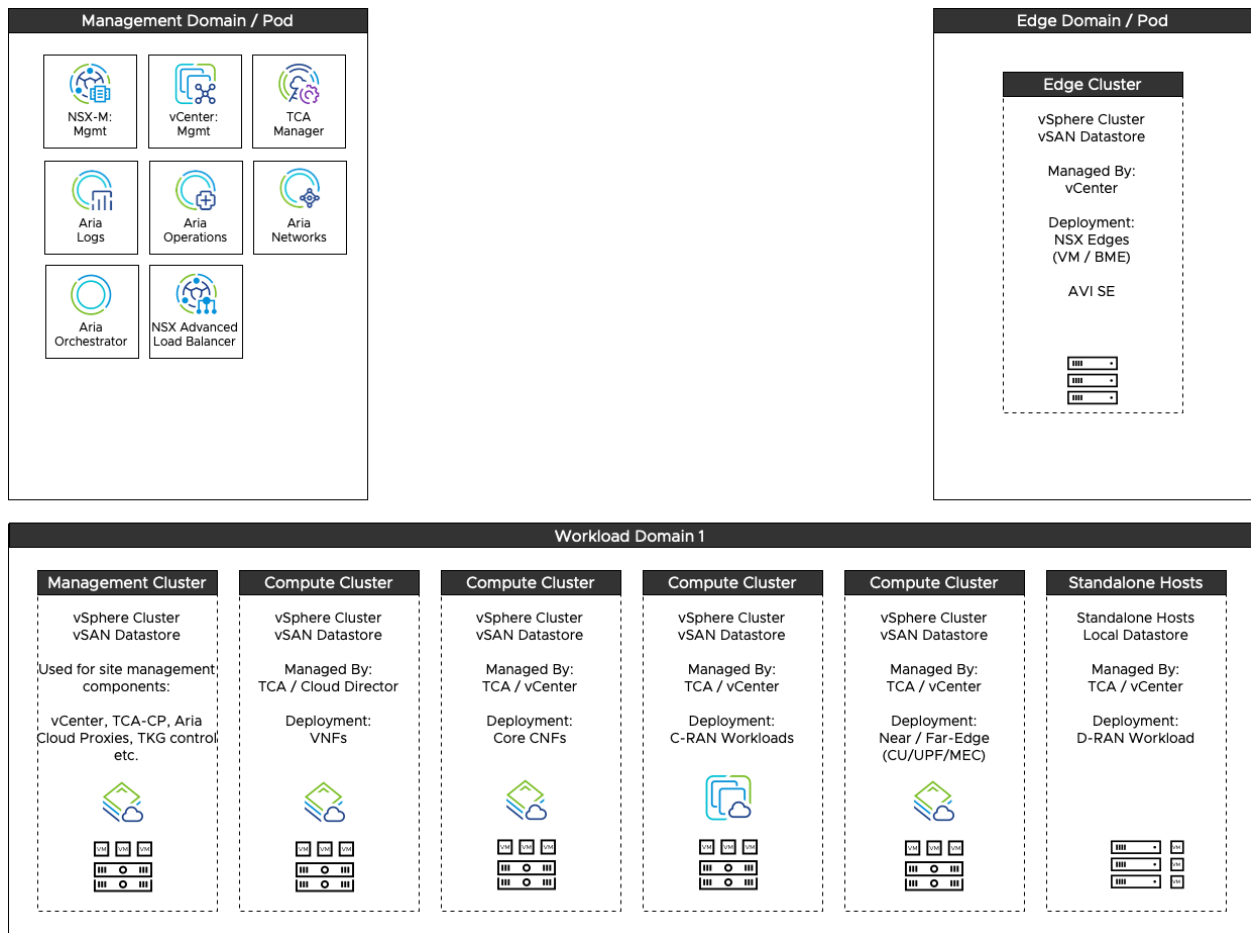 Management Domain / Pod
NSX-M:
Mgmt
vCenter:
Mgmt
TCA
Manager
Aria
Logs
Aria
Operations
Aria
Networks
Aria
Orchestrator
NSX Advanced
Load Balancer
Edge Domain / Pod
Edge Cluster
vSphere Cluster
vSAN Datastore
Managed By:
vCenter
Deployment:
NSX Edges
(VM / BME)
AVI SE
Workload Domain 1
Management Cluster
vSphere Cluster
vSAN Datastore
Used for site management
components:
vCenter, TCA-CP, Aria
Cloud Proxies, TKG control
etc.
VM VM VM
Compute Cluster
vSphere Cluster
vSAN Datastore
Managed By:
TCA / Cloud Director
Deployment:
VNFs
VM VM VM
Compute Cluster
vSphere Cluster
vSAN Datastore
Managed By:
TCA / vCenter
Deployment:
Core CNFs
VM VM VM
Compute Cluster
vSphere Cluster
vSAN Datastore
Managed By:
TCA / vCenter
Deployment:
C-RAN Workloads
VM VM VM
Compute Cluster
vSphere Cluster
vSAN Datastore
Managed By:
TCA / vCenter
Deployment:
Near / Far-Edge
(CU/UPF/MEC)
VM VM VM
Standalone Hosts
Standalone Hosts
Local Datastore
Managed By:
TCA / vCenter
Deployment:
D-RAN Workload
VM
VM
VM